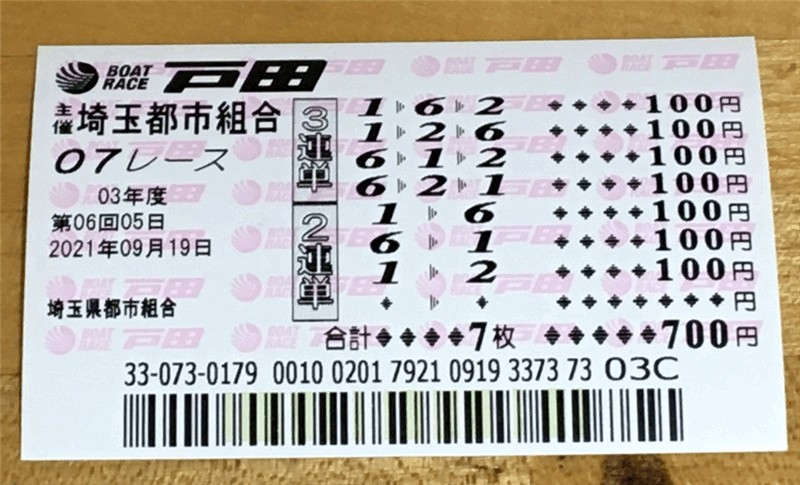 BOAT RACE 戸田
主催 埼玉都市組合
07レース
03年度
第06回05日
2021年09月19日
埼玉県都市組合
3連単
1 ▷ 6 ▷ 2 ◆◆◆◆100円
1 ▷ 2 ▷ 6 ◆◆◆◆100円
6 ▷ 1 ▷ 2 ◆◆◆◆100円
6 ▷ 2 ▷ 1 ◆◆◆◆100円
2連単
1 ▷ 6 ◆◆◆◆100円
6 ▷ 1 ◆◆◆◆100円
1 ▷ 2 ◆◆◆◆100円
◆ ▷ ◆ ◆◆◆◆◆◆◆円
合計◆◆◆◆7枚 ◆◆◆◆◆700円
33-073-0179 0010 0201 7921 0919 3373 73 03C